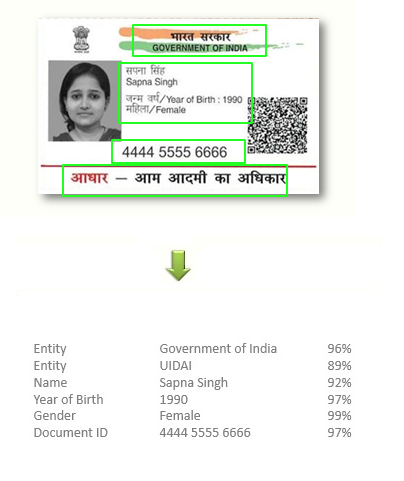 भारत सरकार
GOVERNMENT OF INDIA
सपना सिंह
Sapna Singh
जन्म वर्ष/Year of Birth : 1990
महिला/Female
4444 5555 6666
आधार – आम आदमी का अधिकार
Entity Government of India 96%
Entity UIDAI 89%
Name Sapna Singh 92%
Year of Birth 1990 97%
Gender Female 99%
Document ID 4444 5555 6666 97%